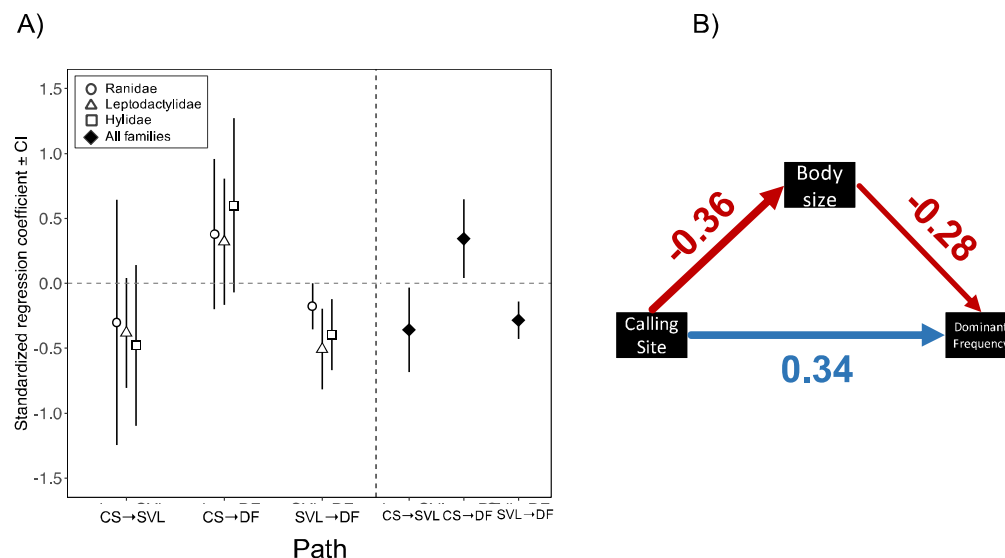 A)
B)
Ranidae
Leptodactylidae
Hylidae
All families
Standardized regression coefficient ± CI
1.5
1.0
0.5
0.0
-0.5
-1.0
-1.5
CS→SVL
CS→DF
SVL→DF
CS→SVL
CS→DF
SVL→DF
Path
Body
size
-0.36
-0.28
Calling
Site
Dominant
Frequency
0.34